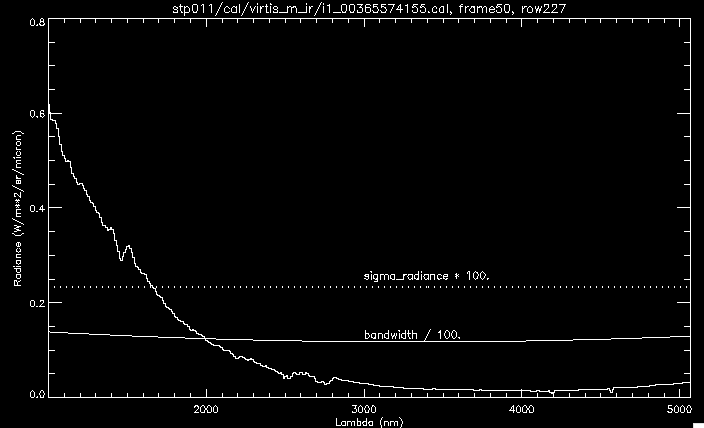 stp011/cal/virtis_m_ir/i1_00365574155.cal, frame50, row227
0.8
0.6
0.4
0.2
0.0
Radiance (W/m**2/sr/micron)
sigma_radiance * 100.
bandwidth / 100.
2000 3000 4000 5000
Lambda (nm)